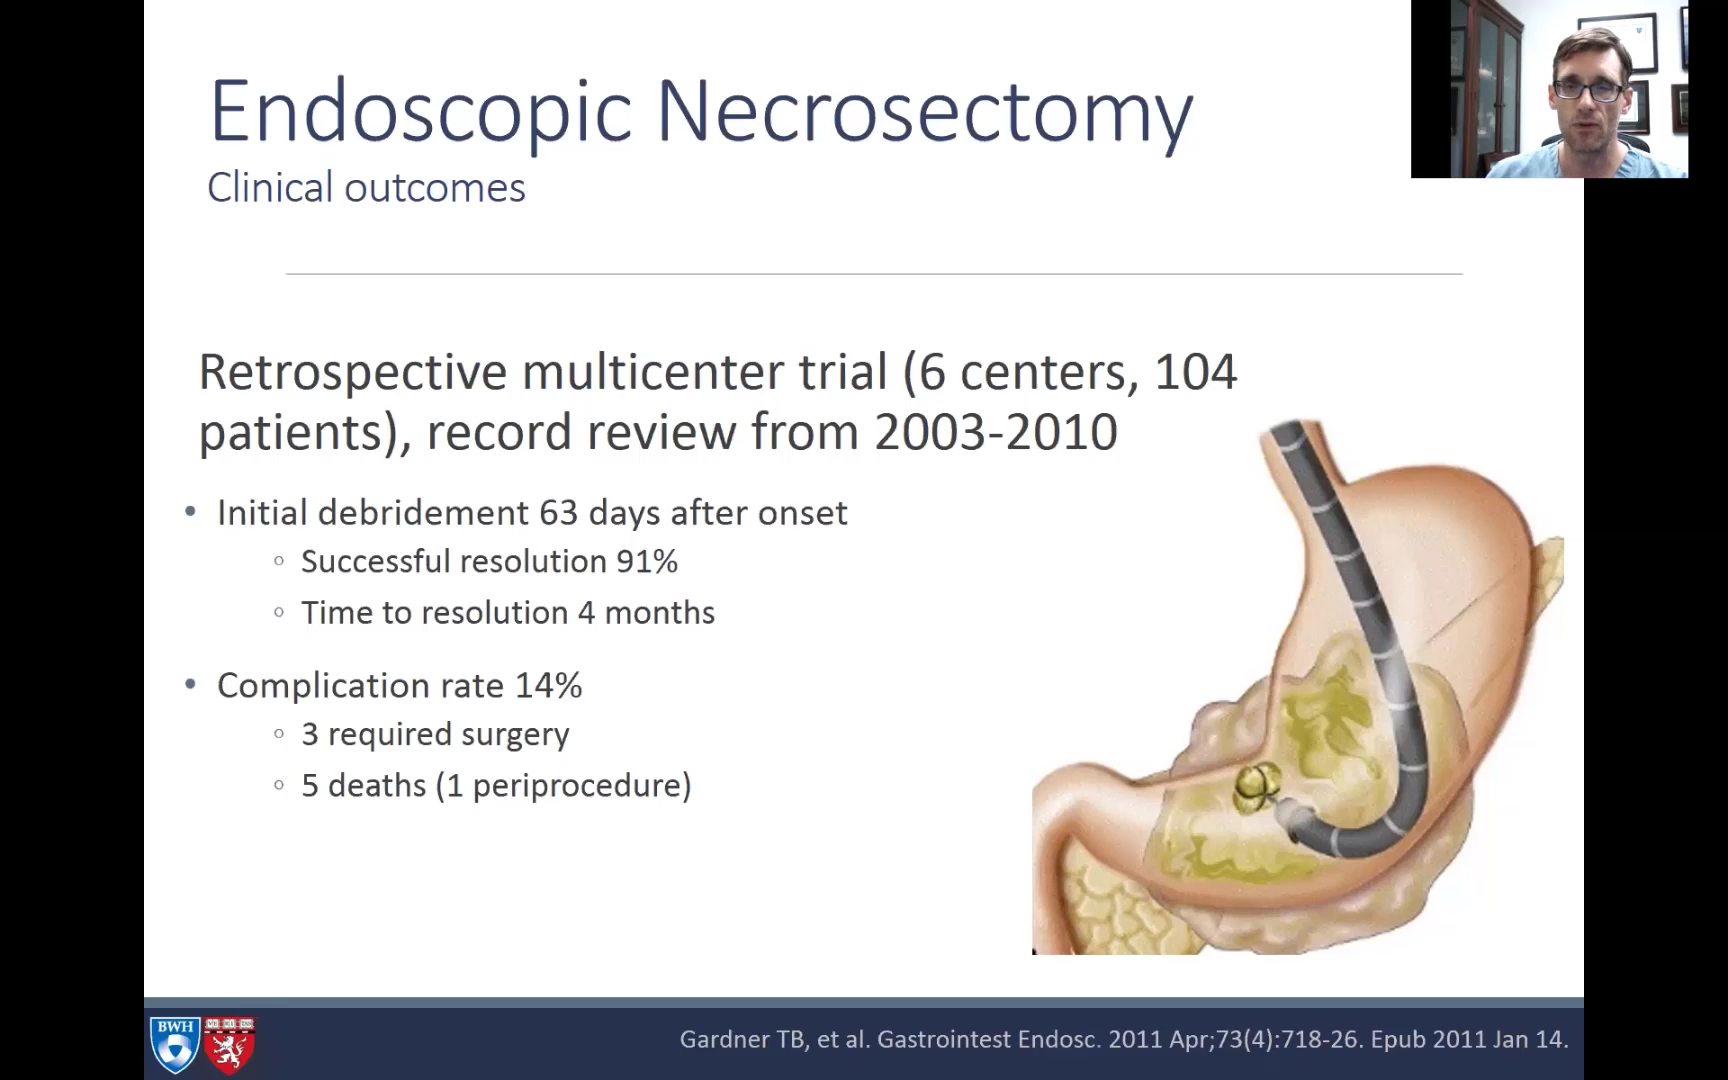 Endoscopic Necrosectomy
Clinical outcomes
Retrospective multicenter trial (6 centers, 104
patients), record review from 2003-2010
• Initial debridement 63 days after onset
◦ Successful resolution 91%
◦ Time to resolution 4 months
• Complication rate 14%
◦ 3 required surgery
◦ 5 deaths (1 periprocedure)
BWH
Gardner TB, et al. Gastrointest Endosc. 2011 Apr;73(4):718-26. Epub 2011 Jan 14.